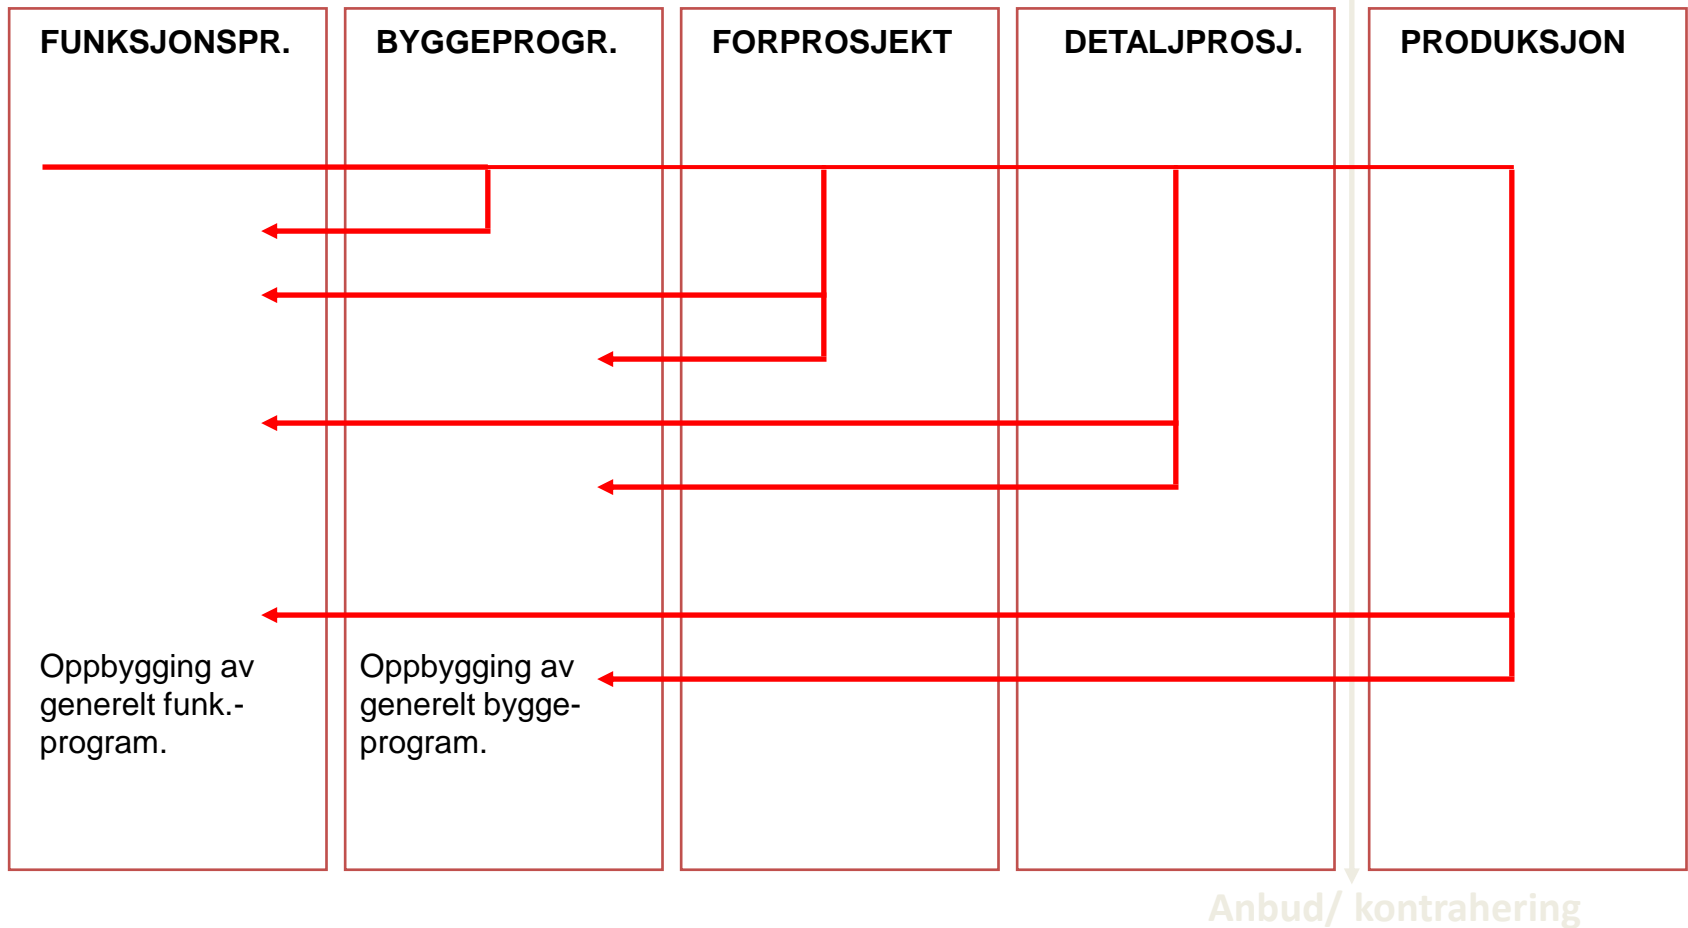 FUNKSJONSPR.
BYGGEPROGR.
FORPROSJEKT
DETALJPROSJ.
PRODUKSJON
Oppbygging av
generelt funk.-
program.
Oppbygging av
generelt bygge-
program.
Anbud/ kontrahering